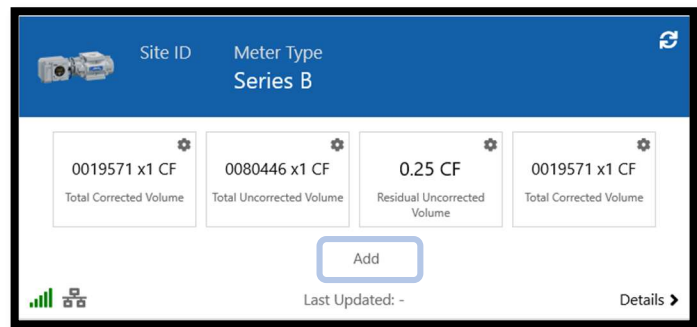 Site ID
Meter Type
Series B
0019571 x1 CF
Total Corrected Volume
0080446 x1 CF
Total Uncorrected Volume
0.25 CF
Residual Uncorrected
Volume
0019571 x1 CF
Total Corrected Volume
Add
Last Updated: -
Details